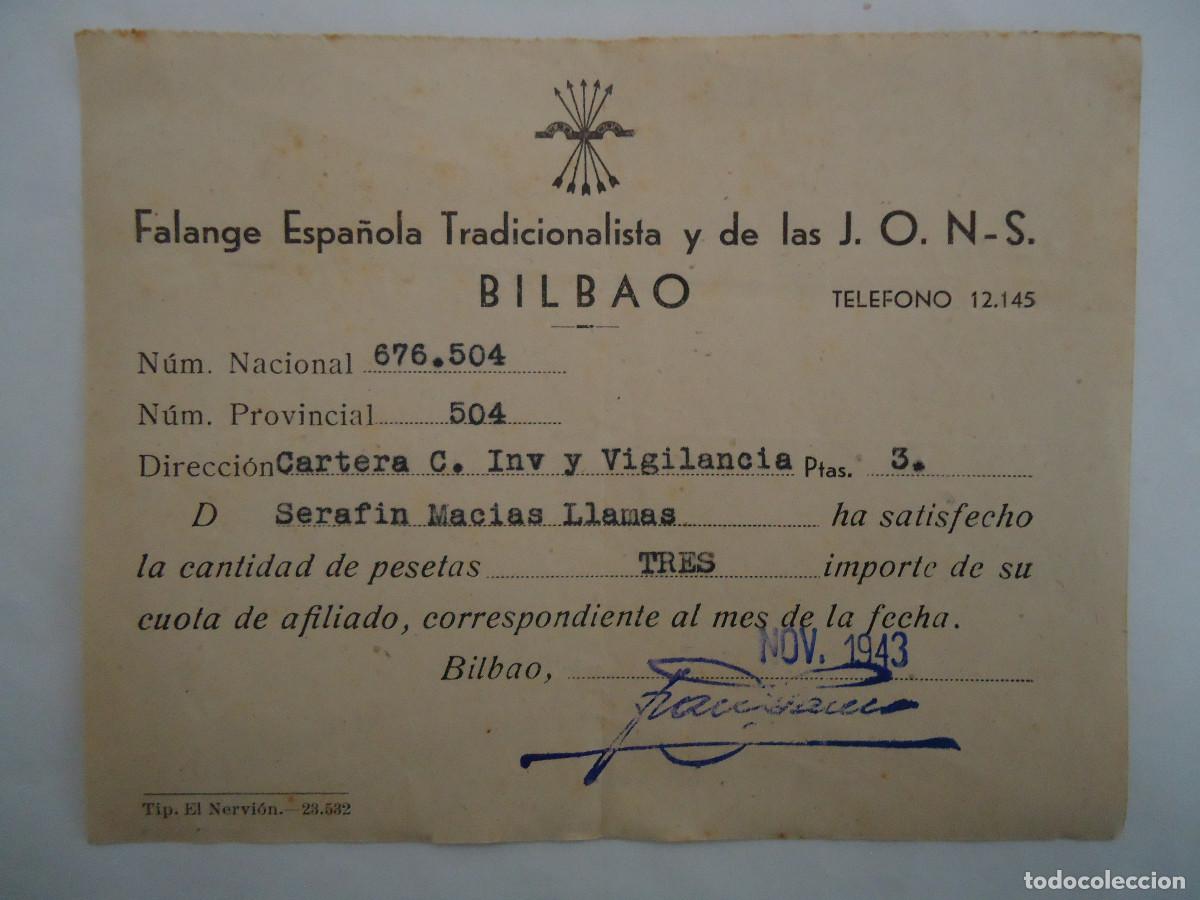 Falange Española Tradicionalista y de las J. O. N-S.
BILBAO TELEFONO 12.145
Núm. Nacional 676.504
Núm. Provincial 504
Dirección Cartera C. Inv y Vigilancia Ptas. 3.
D Serafin Macias Llamas ha satisfecho
la cantidad de pesetas TRES importe de su
cuota de afiliado, correspondiente al mes de la fecha.
NOV. 1943
Bilbao,
Tip. El Nervión.—23.532
todocoleccion